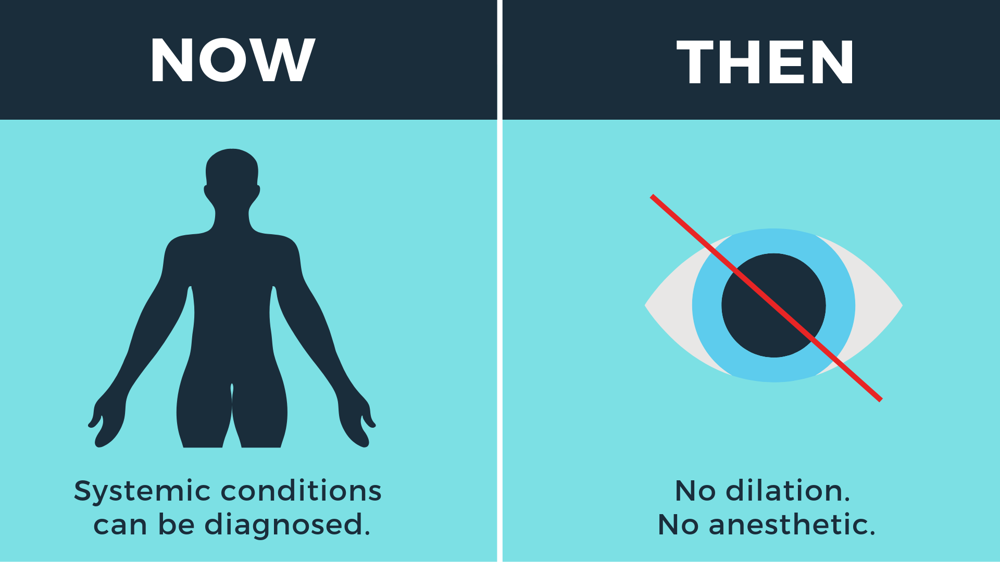 NOW
Systemic conditions
can be diagnosed.
THEN
No dilation.
No anesthetic.